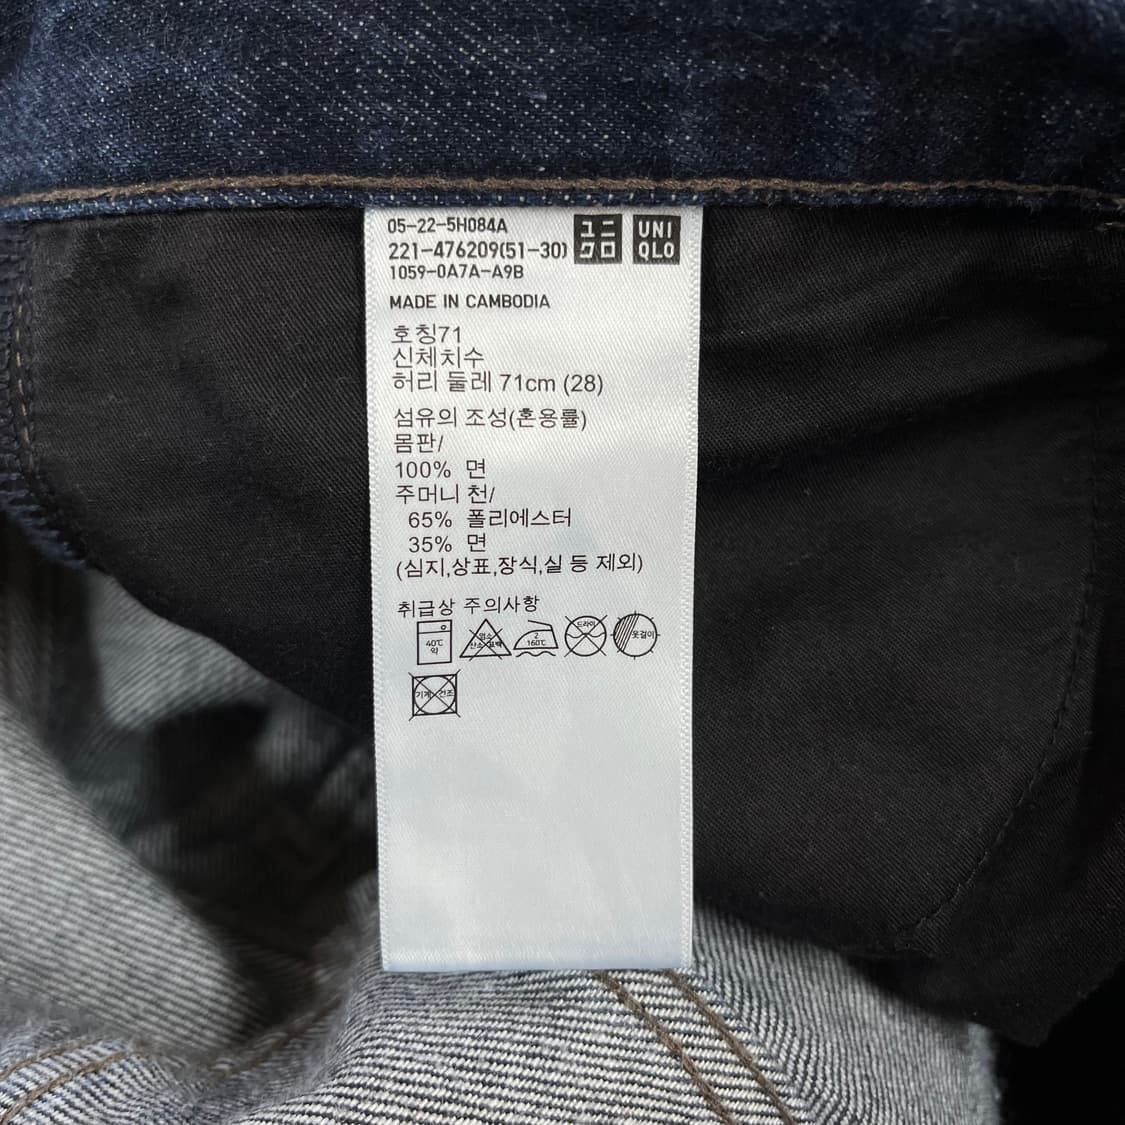 05-22-5H084A
ユニクロ UNIQLO
221-476209(51-30)
1059-0A7A-A9B
MADE IN CAMBODIA
호칭71
신체치수
허리 둘레 71cm (28)
섬유의 조성(혼용률)
몸판/
100% 면
주머니 천/
65% 폴리에스터
35% 면
(심지,상표,장식,실 등 제외)
취급상 주의사항
40℃ 약
염소 산소 표백
2 160℃
드라이
옷걸이
기계 건조